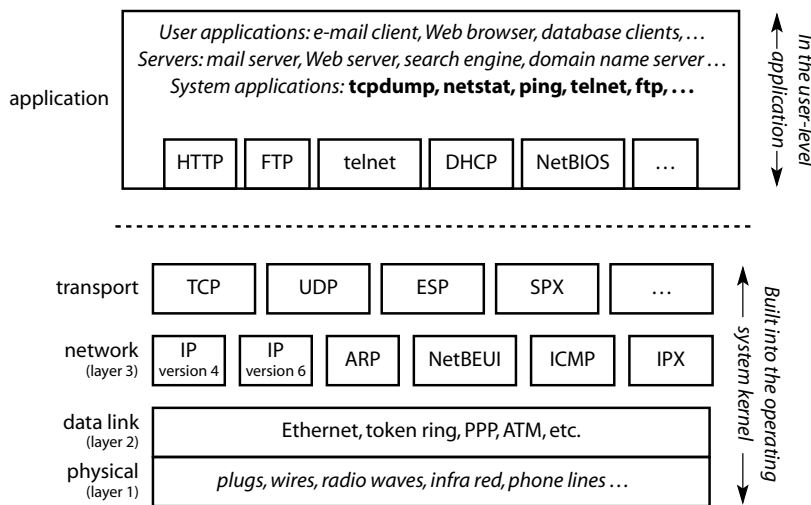 User applications: e-mail client, Web browser, database clients, …
Servers: mail server, Web server, search engine, domain name server …
System applications: tcpdump, netstat, ping, telnet, ftp, …
application
HTTP FTP telnet DHCP NetBIOS …
In the user-level
application
transport
TCP UDP ESP SPX …
network
(layer 3)
IP
version 4
IP
version 6
ARP NetBEUI ICMP IPX
data link
(layer 2)
Ethernet, token ring, PPP, ATM, etc.
physical
(layer 1)
plugs, wires, radio waves, infra red, phone lines …
Built into the operating
system kernel